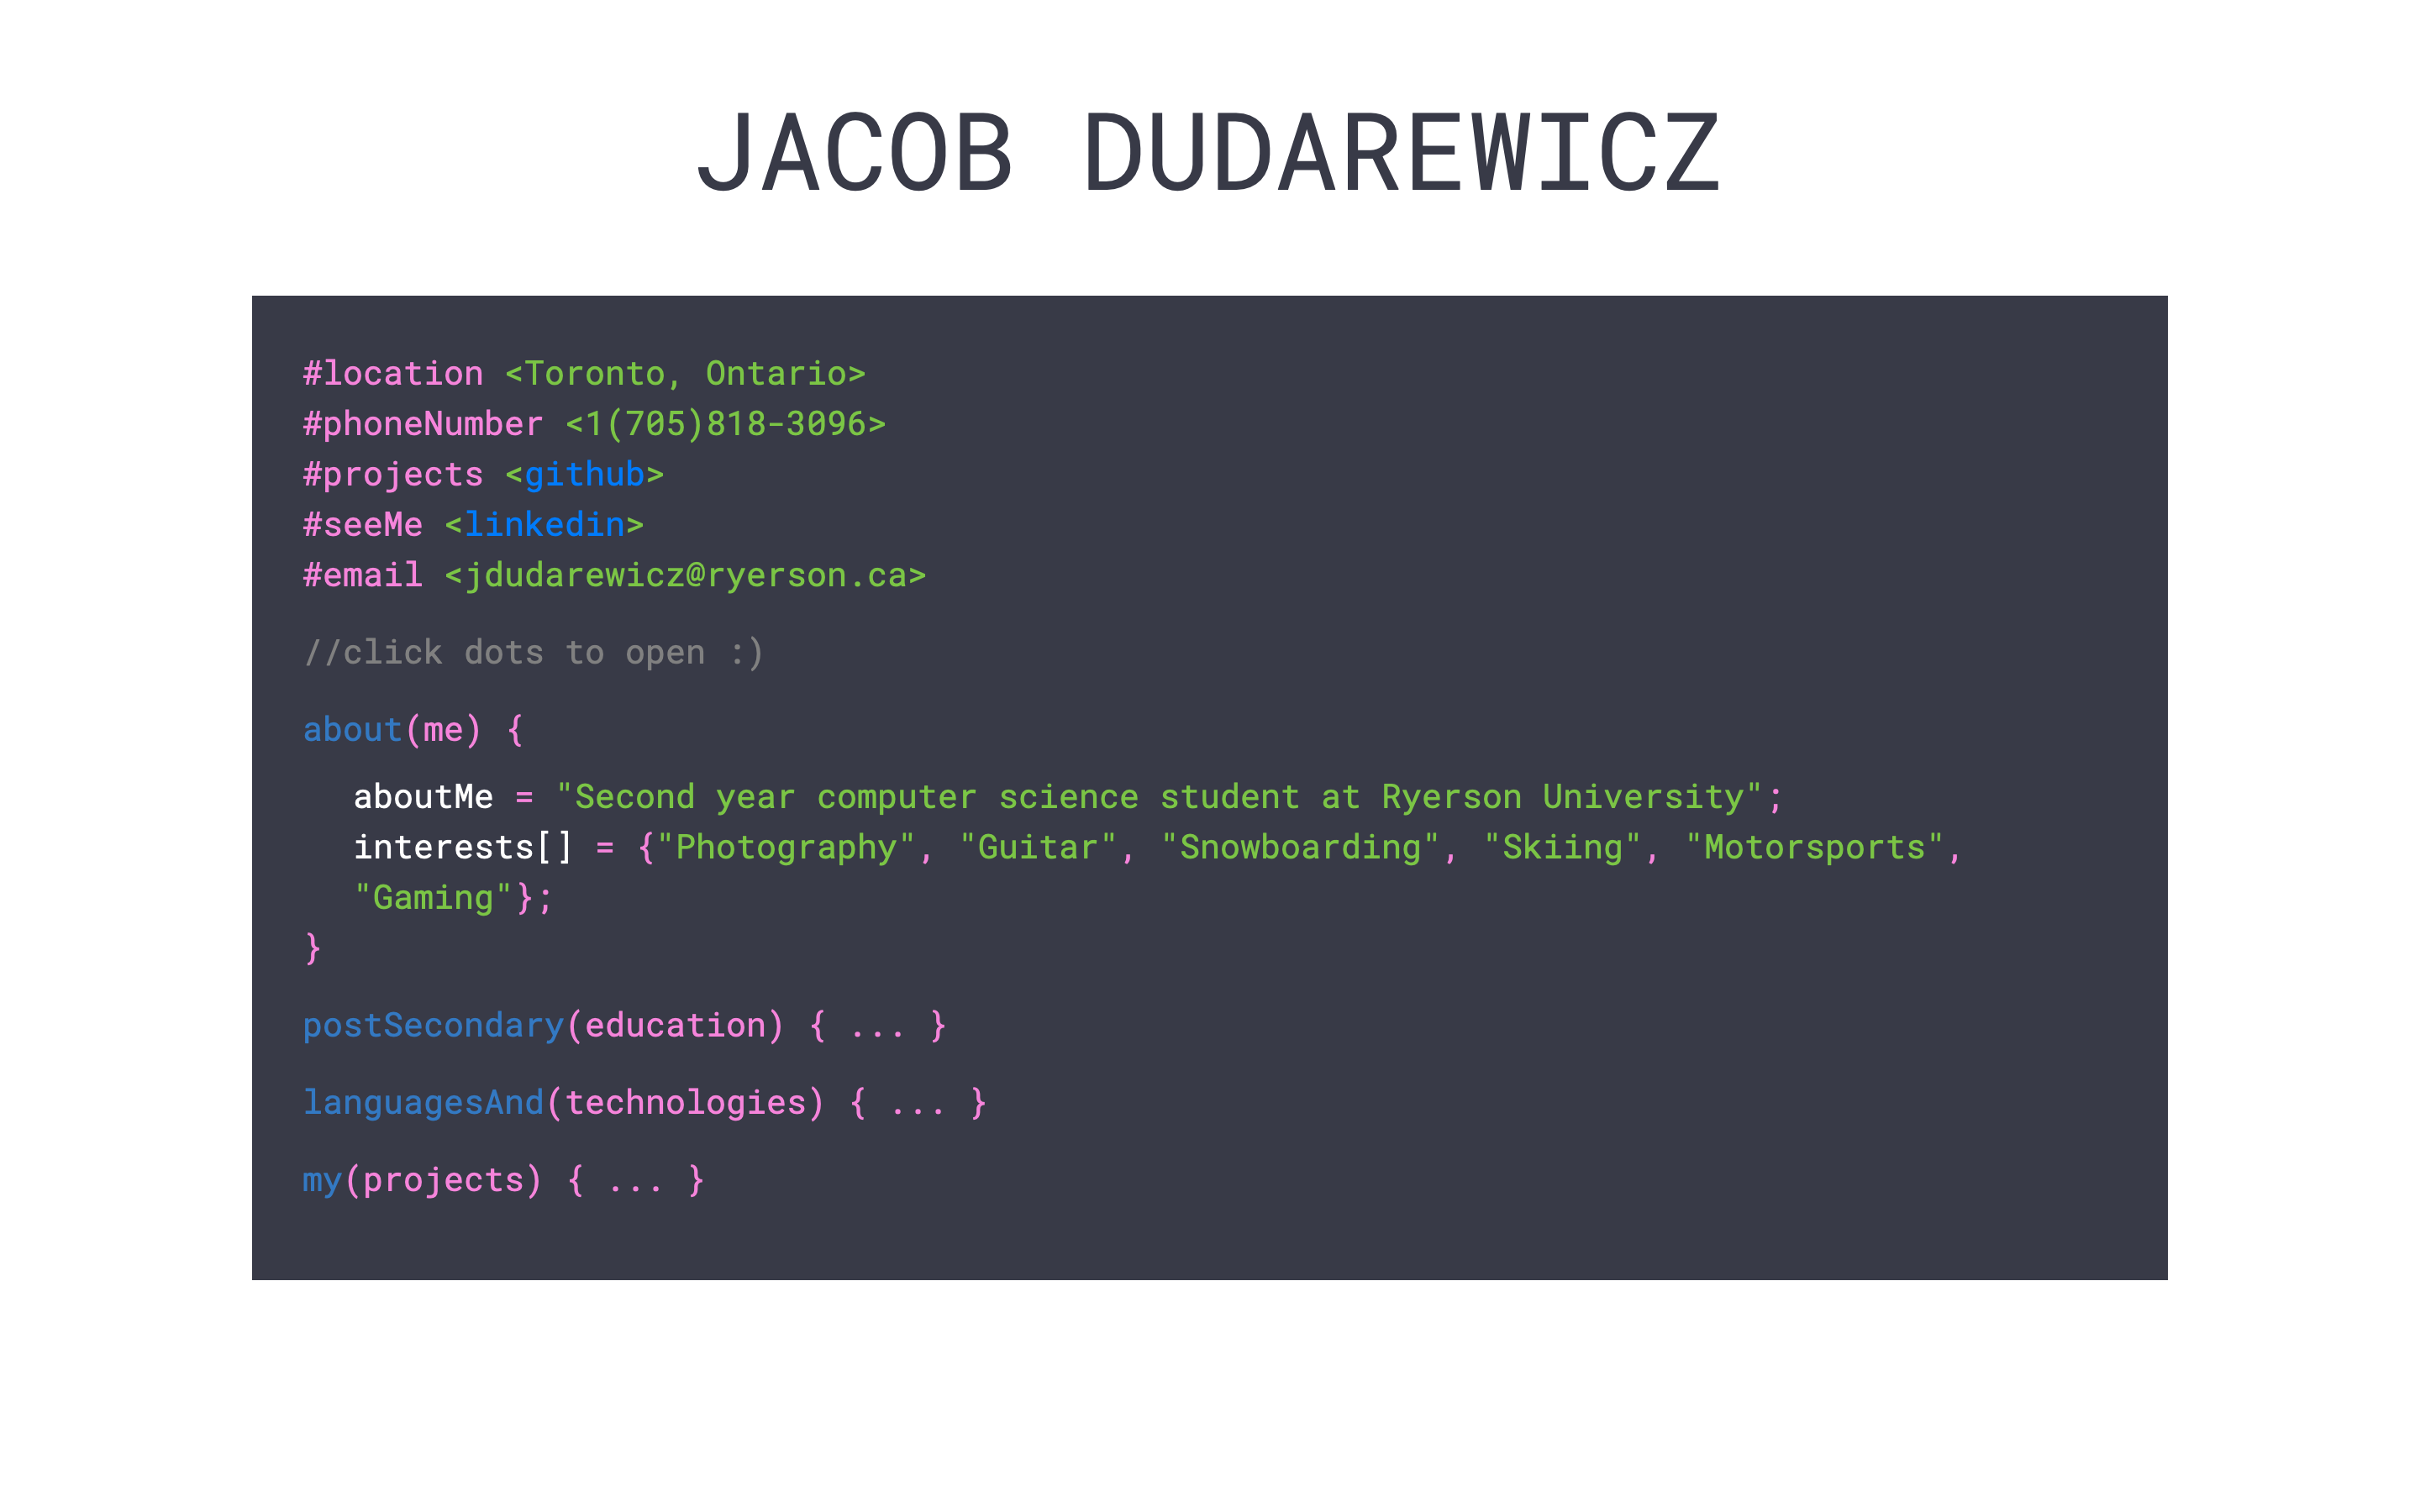 JACOB DUDAREWICZ
#location <Toronto, Ontario>
#phoneNumber <1(705)818-3096>
#projects <github>
#seeMe <linkedin>
#email <jdudarewicz@ryerson.ca>
//click dots to open :)
about(me) {
aboutMe = "Second year computer science student at Ryerson University";
interests[] = {"Photography", "Guitar", "Snowboarding", "Skiing", "Motorsports",
"Gaming"};
}
postSecondary(education) { ... }
languagesAnd(technologies) { ... }
my(projects) { ... }